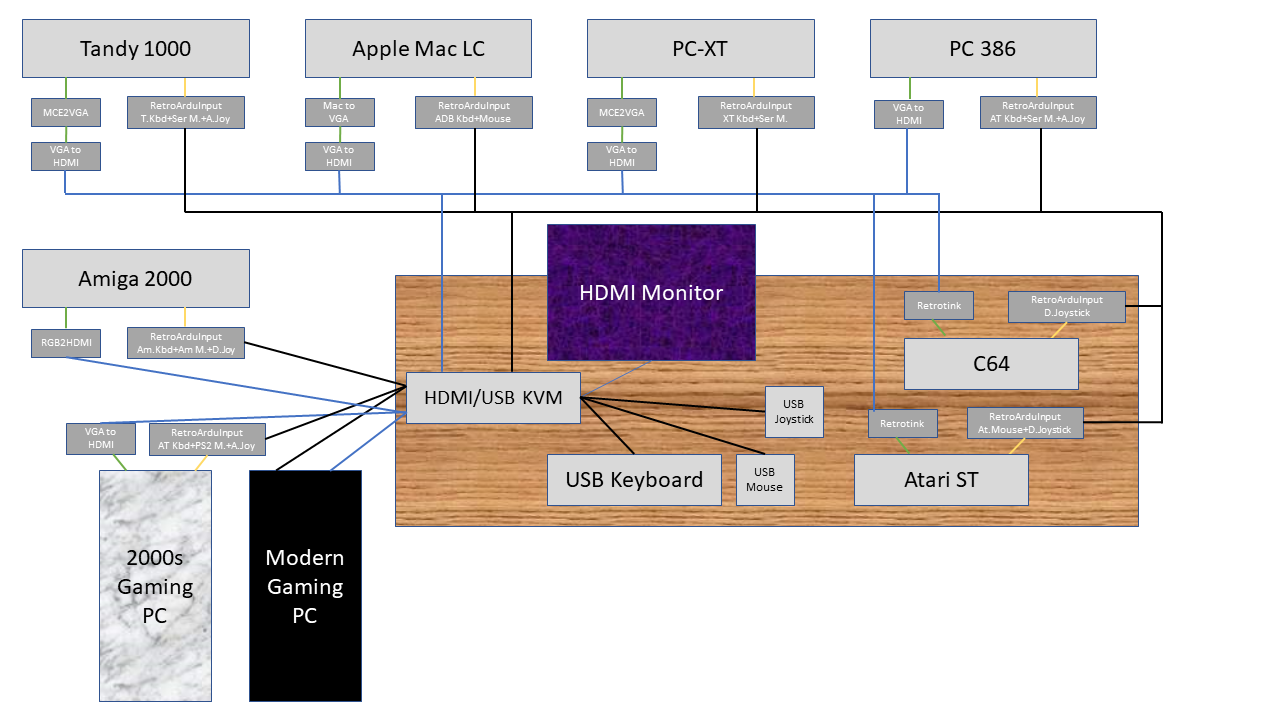 Tandy 1000
Apple Mac LC
PC-XT
PC 386
MCE2VGA
RetroArduInput
T.Kbd+Ser M.+A.Joy
Mac to
VGA
RetroArduInput
ADB Kbd+Mouse
MCE2VGA
RetroArduInput
XT Kbd+Ser M.
VGA to
HDMI
RetroArduInput
AT Kbd+Ser M.+A.Joy
VGA to
HDMI
VGA to
HDMI
VGA to
HDMI
Amiga 2000
HDMI Monitor
Retrotink
RetroArduInput
D.Joystick
RGB2HDMI
RetroArduInput
Am.Kbd+Am M.+D.Joy
C64
HDMI/USB KVM
USB
Joystick
Retrotink
RetroArduInput
At.Mouse+D.Joystick
VGA to
HDMI
RetroArduInput
AT Kbd+PS2 M.+A.Joy
USB Keyboard
USB
Mouse
Atari ST
2000s
Gaming
PC
Modern
Gaming
PC